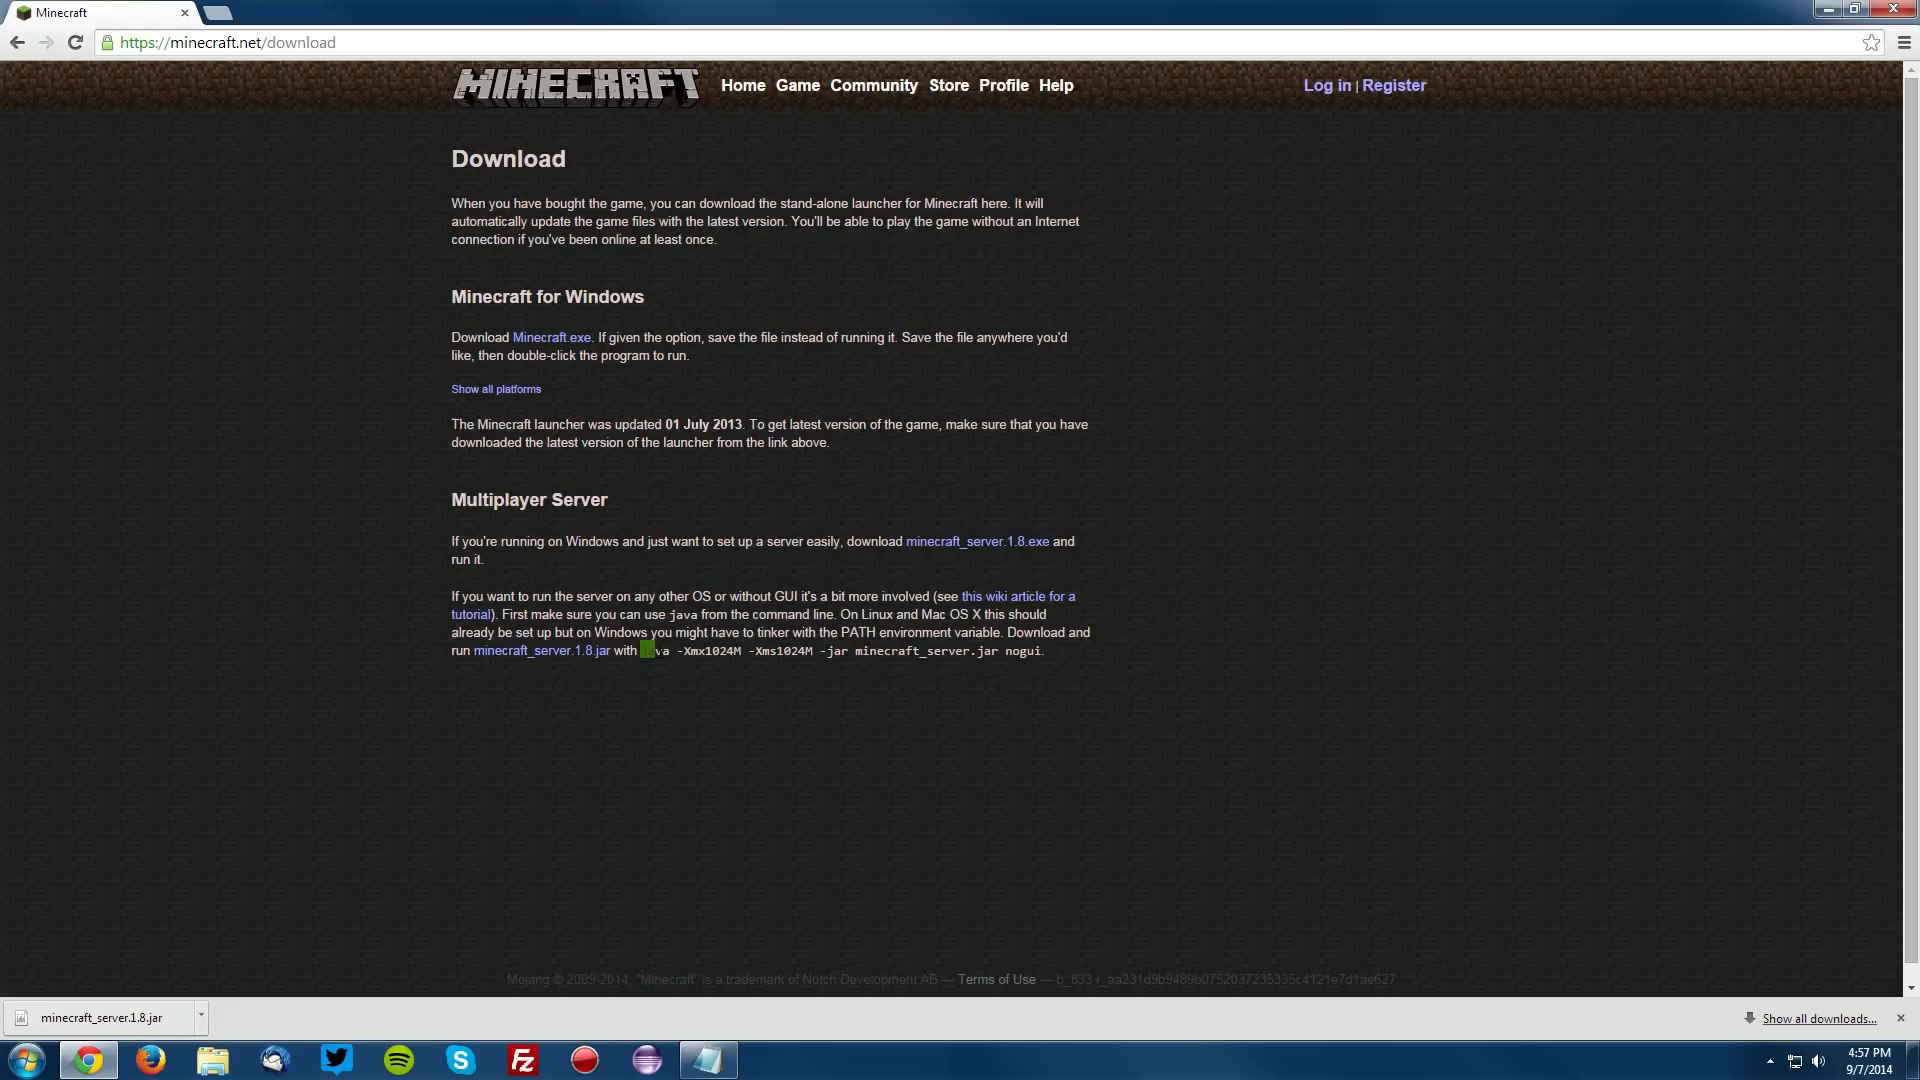 Minecraft
https://minecraft.net/download
MINECRAFT Home Game Community Store Profile Help Log in | Register
Download
When you have bought the game, you can download the stand-alone launcher for Minecraft here. It will
automatically update the game files with the latest version. You'll be able to play the game without an Internet
connection if you've been online at least once.
Minecraft for Windows
Download Minecraft.exe. If given the option, save the file instead of running it. Save the file anywhere you'd
like, then double-click the program to run.
Show all platforms
The Minecraft launcher was updated 01 July 2013. To get latest version of the game, make sure that you have
downloaded the latest version of the launcher from the link above.
Multiplayer Server
If you're running on Windows and just want to set up a server easily, download minecraft_server.1.8.exe and
run it.
If you want to run the server on any other OS or without GUI it's a bit more involved (see this wiki article for a
tutorial). First make sure you can use java from the command line. On Linux and Mac OS X this should
already be set up but on Windows you might have to tinker with the PATH environment variable. Download and
run minecraft_server.1.8.jar with java -Xmx1024M -Xms1024M -jar minecraft_server.jar nogui.
Mojang © 2009-2014. "Minecraft" is a trademark of Notch Development AB — Terms of Use —
minecraft_server.1.8.jar
Show all downloads...
4:57 PM
9/7/2014